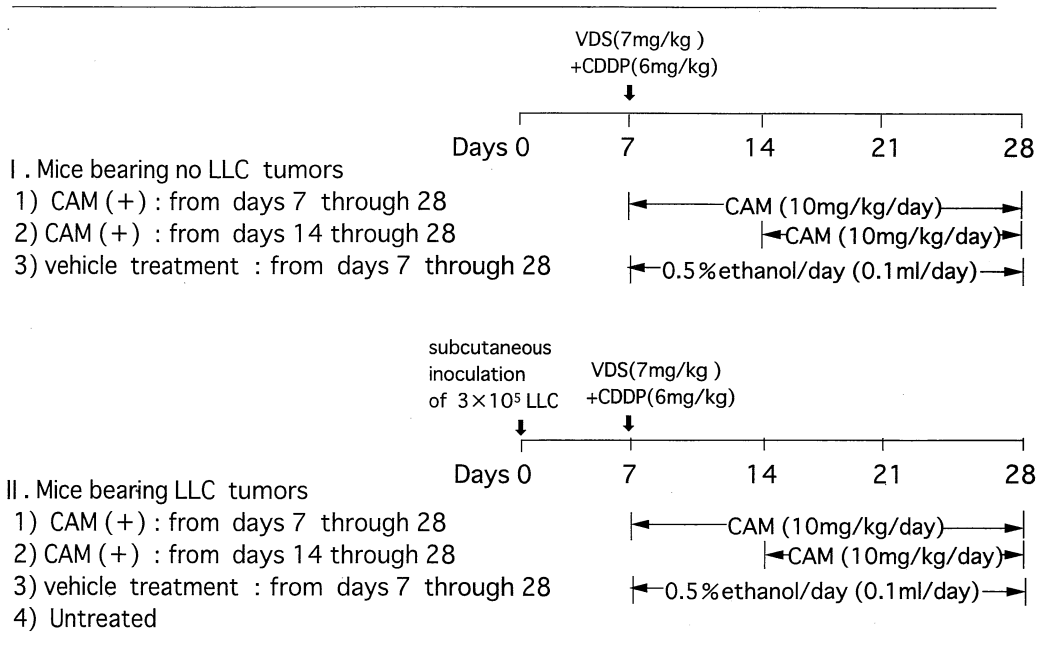 VDS(7mg/kg )
+CDDP(6mg/kg)
Days 0 7 14 21 28
I . Mice bearing no LLC tumors
1) CAM (+) : from days 7 through 28
CAM (10mg/kg/day)
2) CAM (+) : from days 14 through 28
CAM (10mg/kg/day)
3) vehicle treatment : from days 7 through 28
0.5%ethanol/day (0.1ml/day)
subcutaneous
inoculation
of 3×10⁵ LLC
VDS(7mg/kg )
+CDDP(6mg/kg)
Days 0 7 14 21 28
II . Mice bearing LLC tumors
1) CAM (+) : from days 7 through 28
CAM (10mg/kg/day)
2) CAM (+) : from days 14 through 28
CAM (10mg/kg/day)
3) vehicle treatment : from days 7 through 28
0.5%ethanol/day (0.1ml/day)
4) Untreated